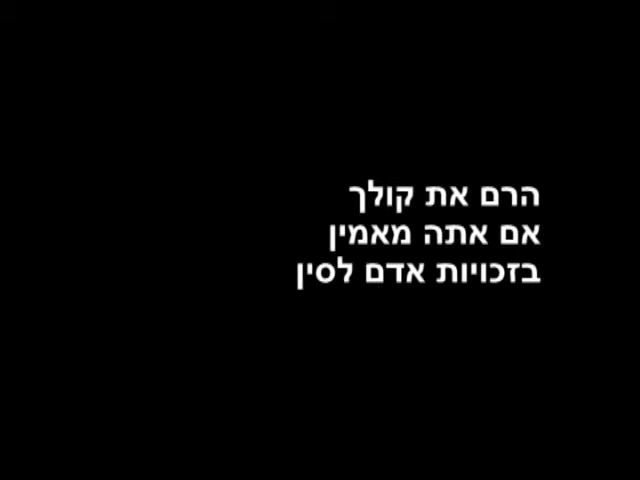 הרם את קולך
אם אתה מאמין
בזכויות אדם לסין